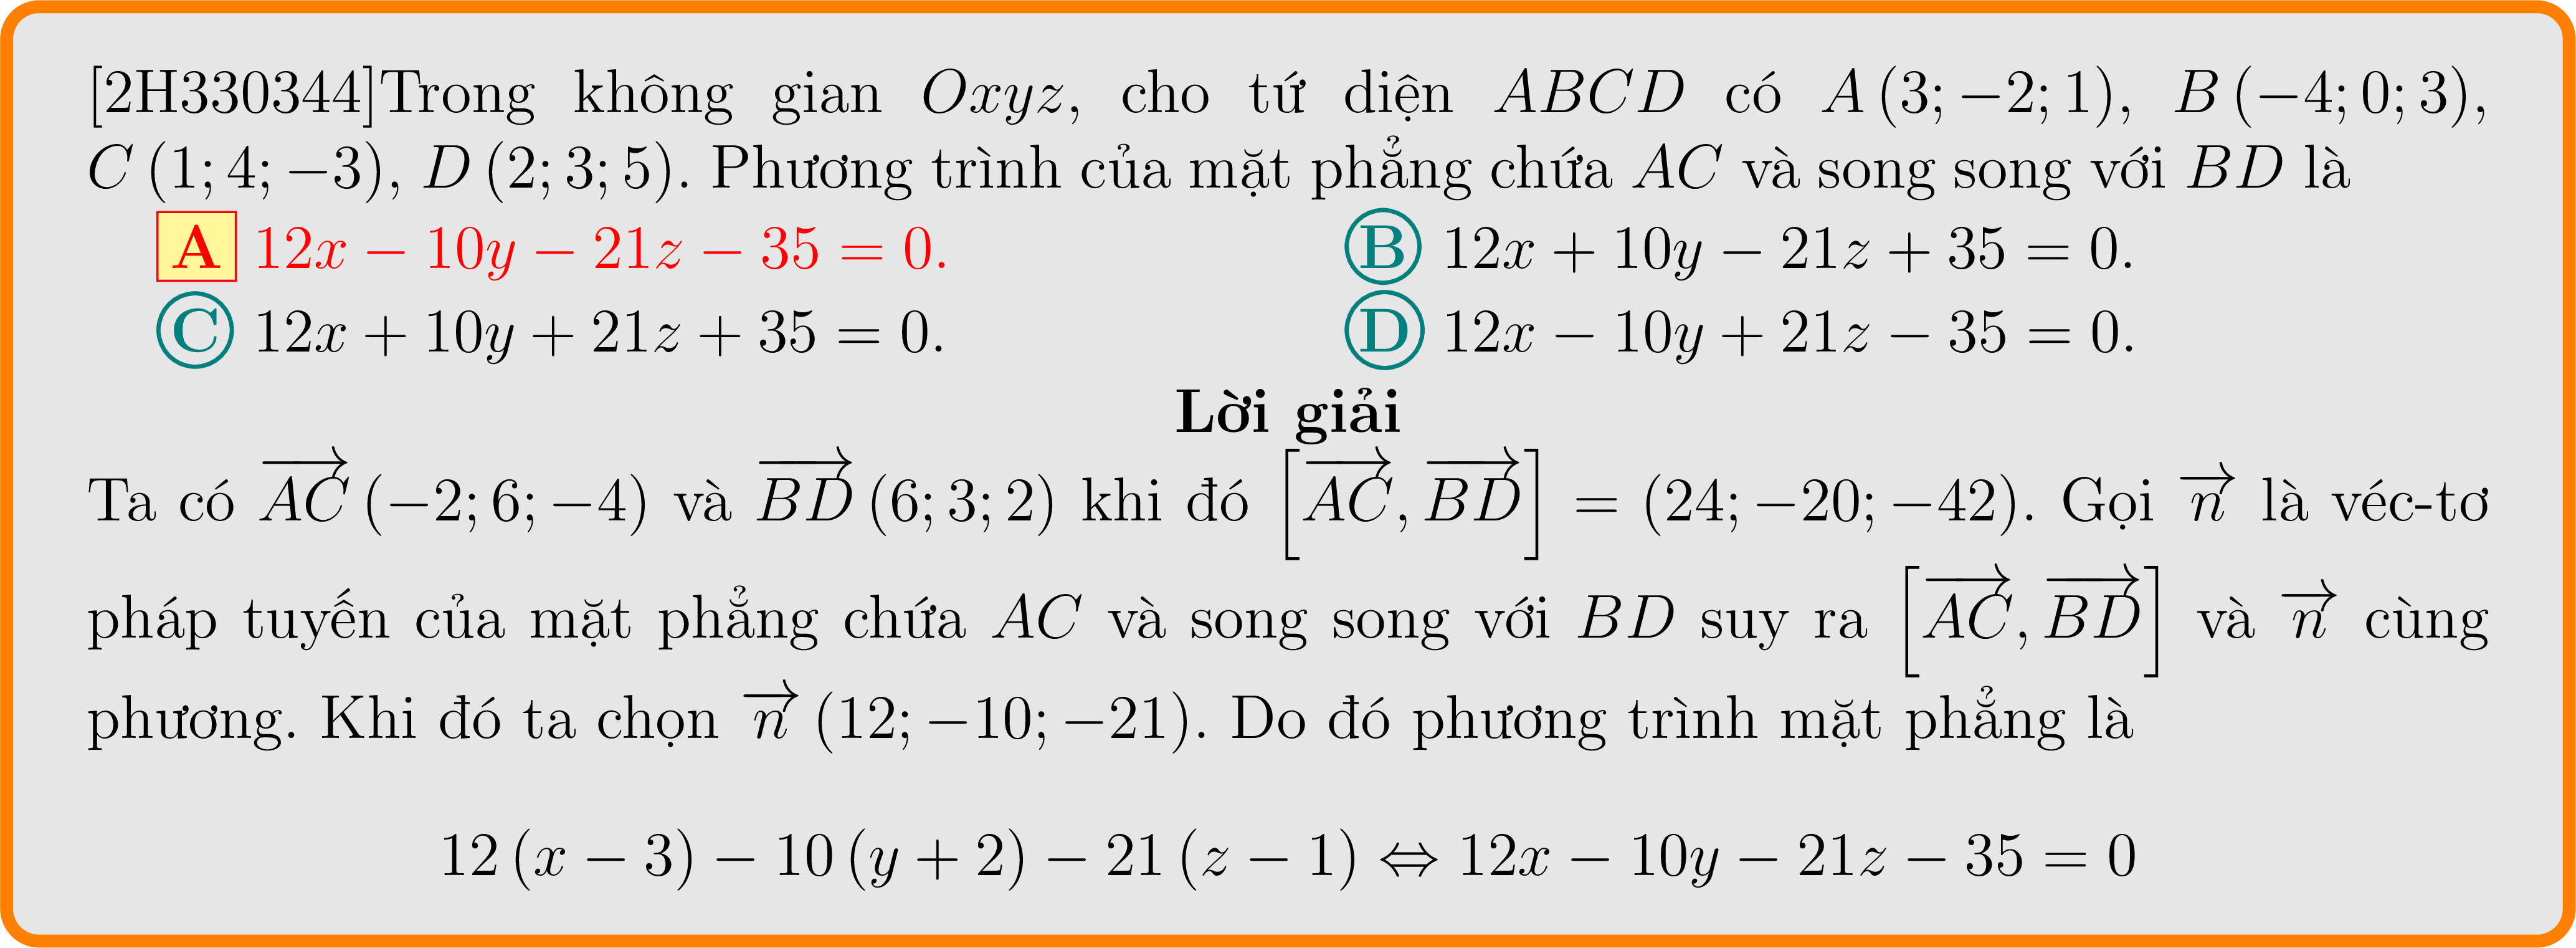 [2H330344]Trong không gian Oxyz, cho tứ diện ABCD có A (3; −2; 1), B (−4; 0; 3),
C (1; 4; −3), D (2; 3; 5). Phương trình của mặt phẳng chứa AC và song song với BD là
A 12x − 10y − 21z − 35 = 0. B 12x + 10y − 21z + 35 = 0.
C 12x + 10y + 21z + 35 = 0. D 12x − 10y + 21z − 35 = 0.
Lời giải
Ta có $\overrightarrow{AC}$ (−2; 6; −4) và $\overrightarrow{BD}$ (6; 3; 2) khi đó $\left[\overrightarrow{AC}, \overrightarrow{BD}\right]$ = (24; −20; −42). Gọi $\overrightarrow{n}$ là véc-tơ
pháp tuyến của mặt phẳng chứa AC và song song với BD suy ra $\left[\overrightarrow{AC}, \overrightarrow{BD}\right]$ và $\overrightarrow{n}$ cùng
phương. Khi đó ta chọn $\overrightarrow{n}$ (12; −10; −21). Do đó phương trình mặt phẳng là
12 (x − 3) − 10 (y + 2) − 21 (z − 1) ⇔ 12x − 10y − 21z − 35 = 0